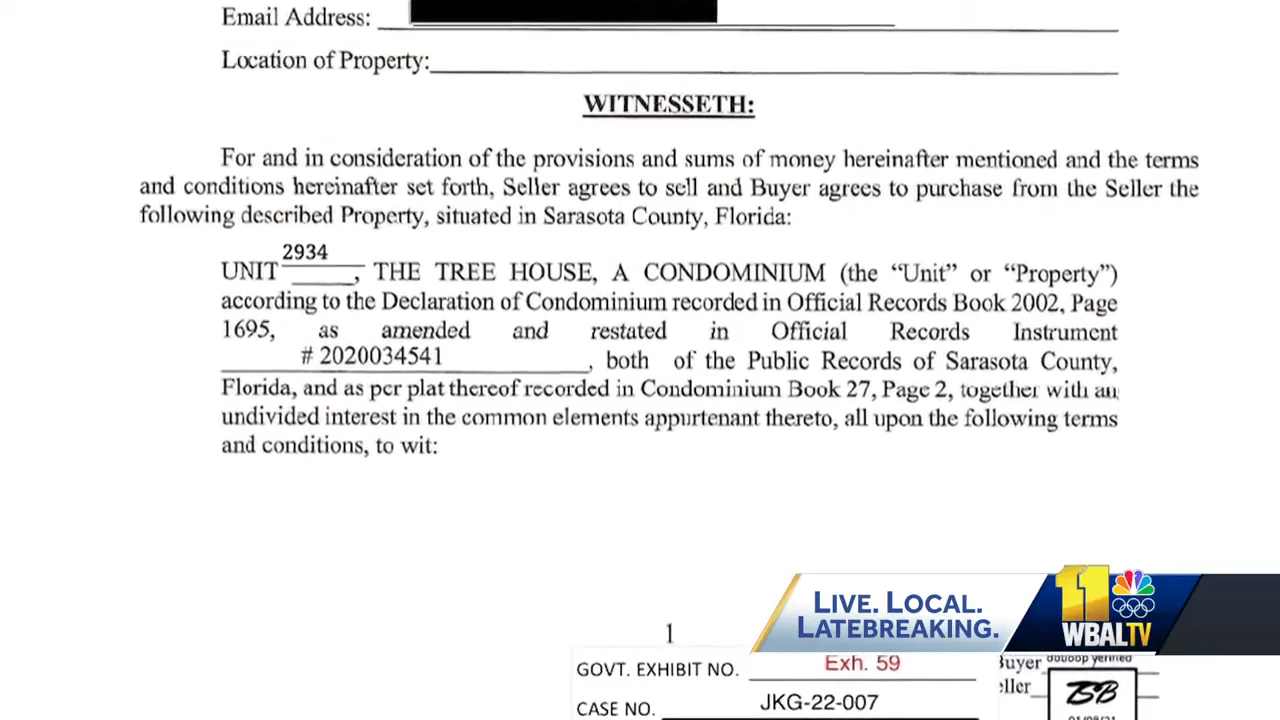 Email Address:
Location of Property:
WITNESSETH:
For and in consideration of the provisions and sums of money hereinafter mentioned and the terms
and conditions hereinafter set forth, Seller agrees to sell and Buyer agrees to purchase from the Seller the
following described Property, situated in Sarasota County, Florida:
UNIT 2934, THE TREE HOUSE, A CONDOMINIUM (the “Unit” or “Property”)
according to the Declaration of Condominium recorded in Official Records Book 2002, Page
1695, as amended and restated in Official Records Instrument
# 2020034541, both of the Public Records of Sarasota County,
Florida, and as per plat thereof recorded in Condominium Book 27, Page 2, together with an
undivided interest in the common elements appurtenant thereto, all upon the following terms
and conditions, to wit:
LIVE. LOCAL.
LATEBREAKING.
11
WBALTV
1
GOVT. EXHIBIT NO. Exh. 59
CASE NO. JKG-22-007
Buyer dotloop verified
eller